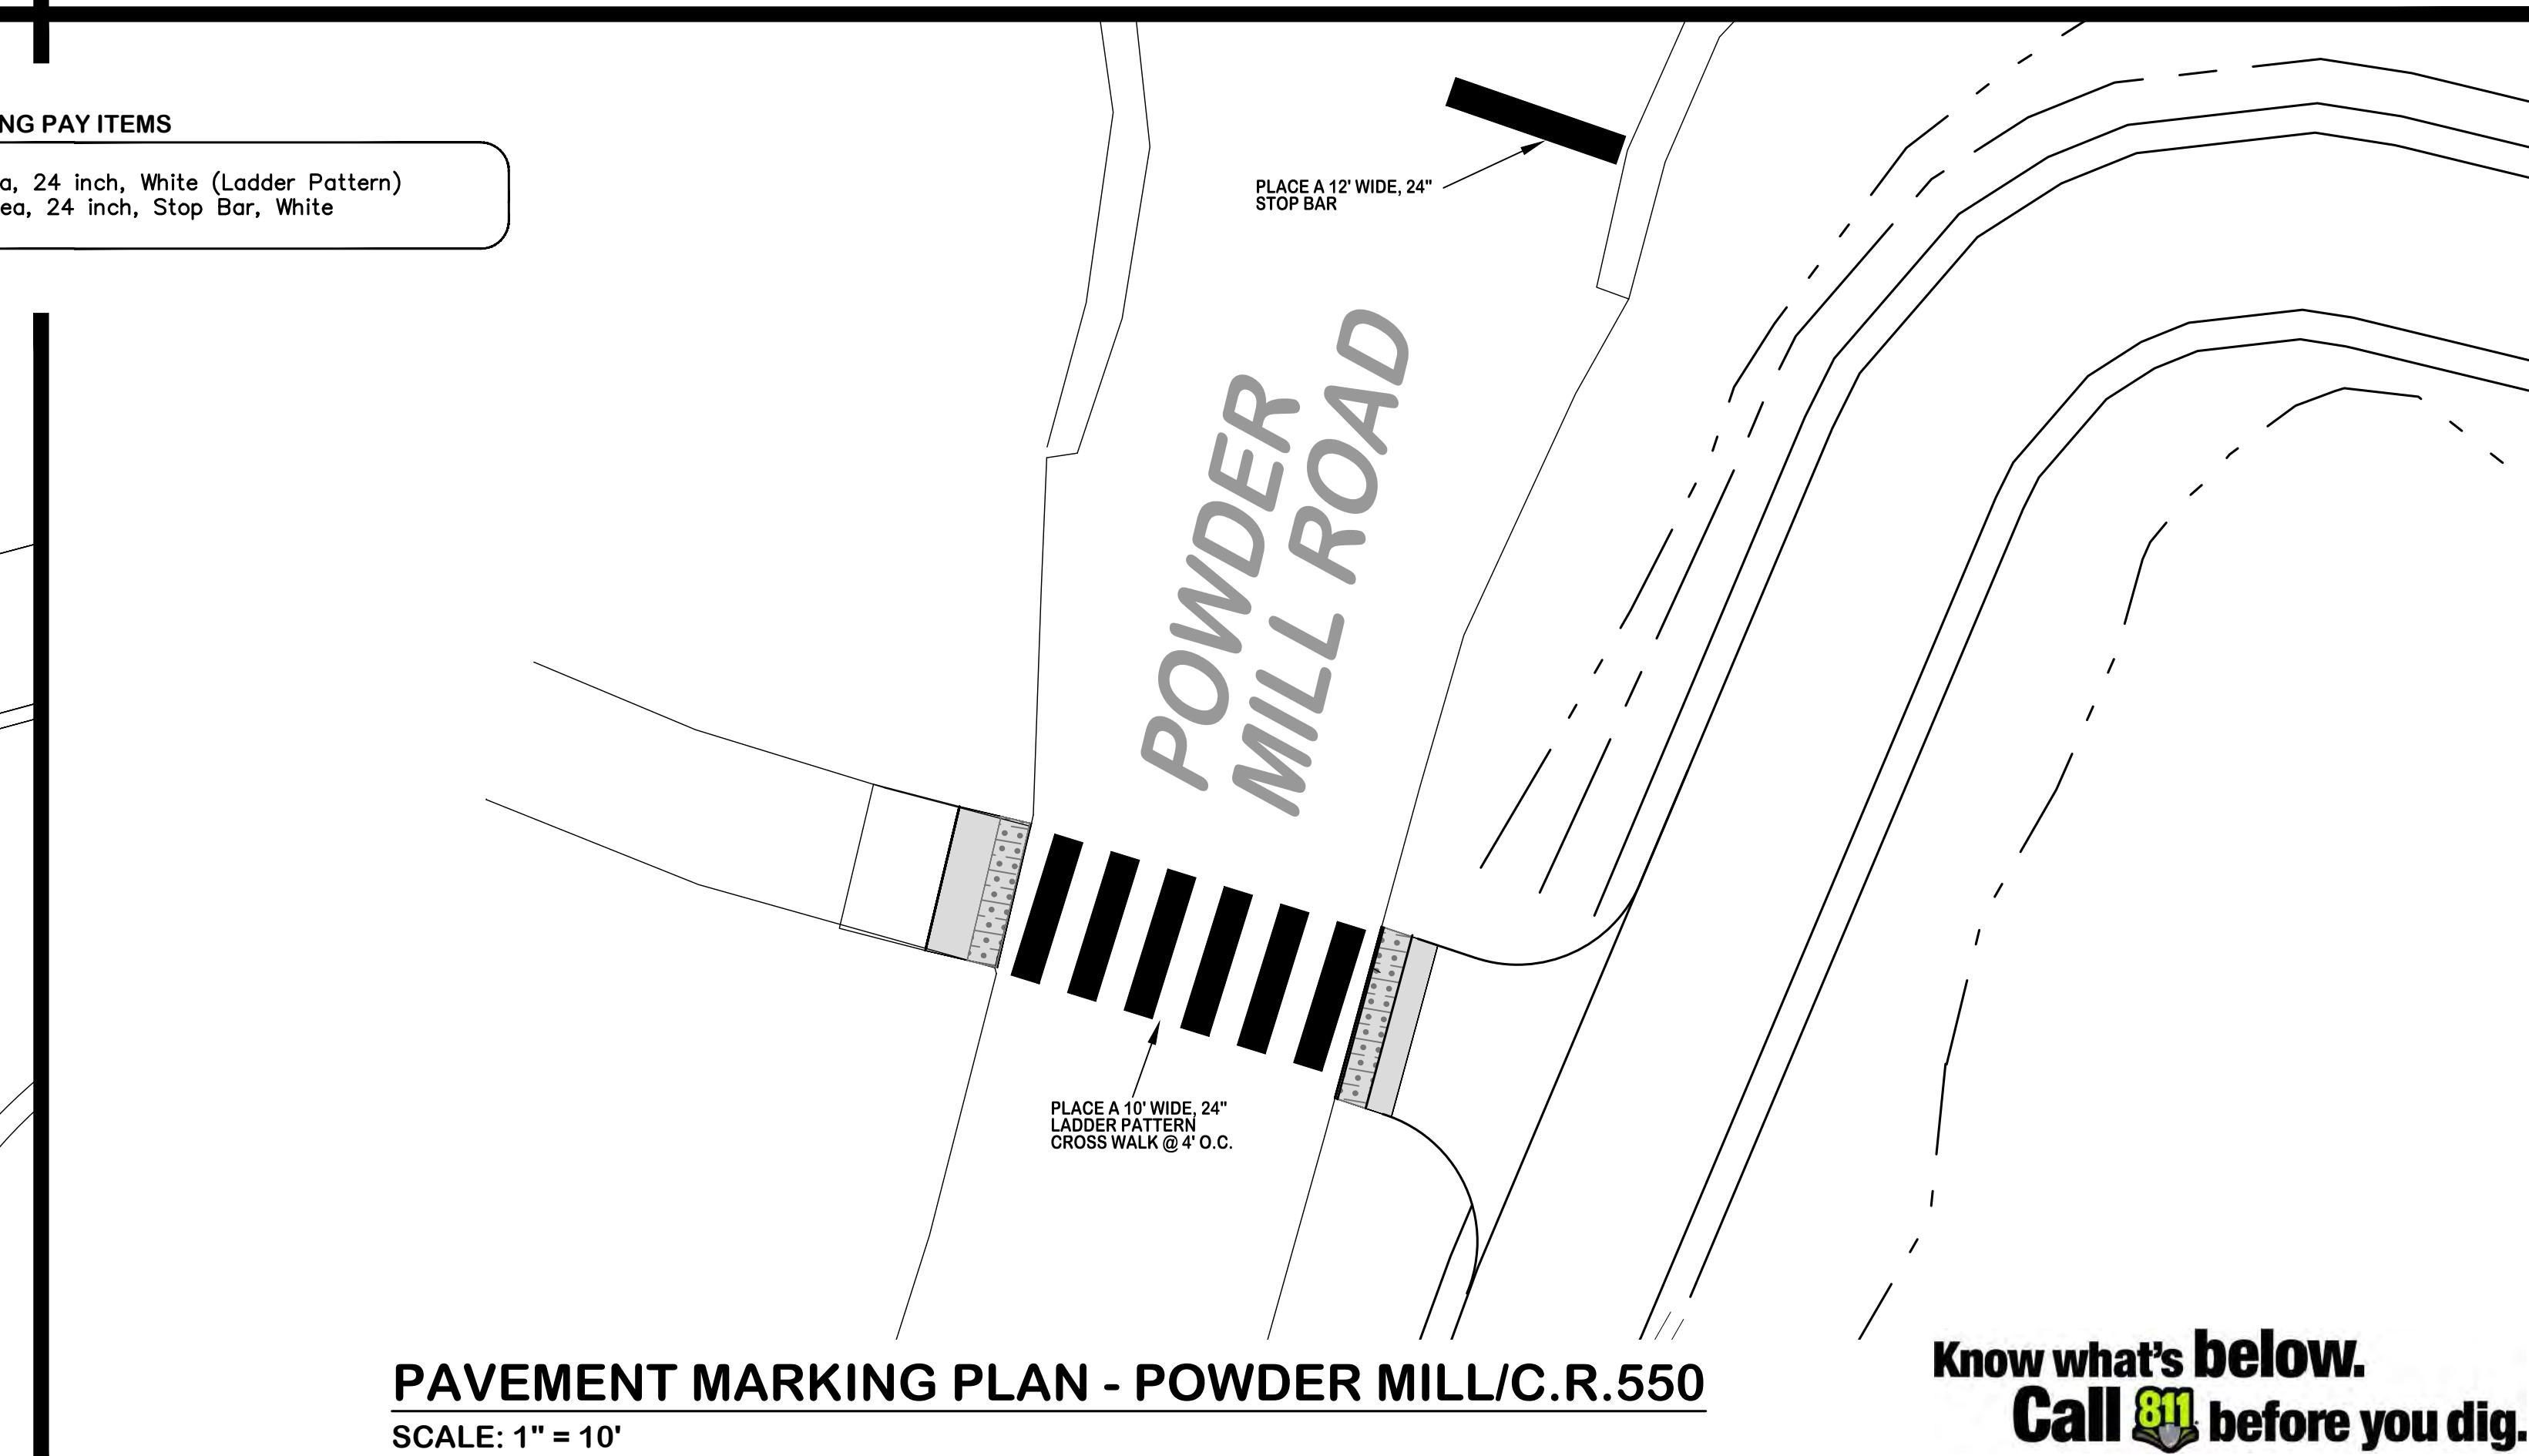 NG PAY ITEMS
a, 24 inch, White (Ladder Pattern)
ea, 24 inch, Stop Bar, White
PLACE A 12' WIDE, 24"
STOP BAR
POWDER
MILL ROAD
PLACE A 10' WIDE, 24"
LADDER PATTERN
CROSS WALK @ 4' O.C.
PAVEMENT MARKING PLAN - POWDER MILL/C.R.550
SCALE: 1" = 10'
Know what's below.
Call 811 before you dig.